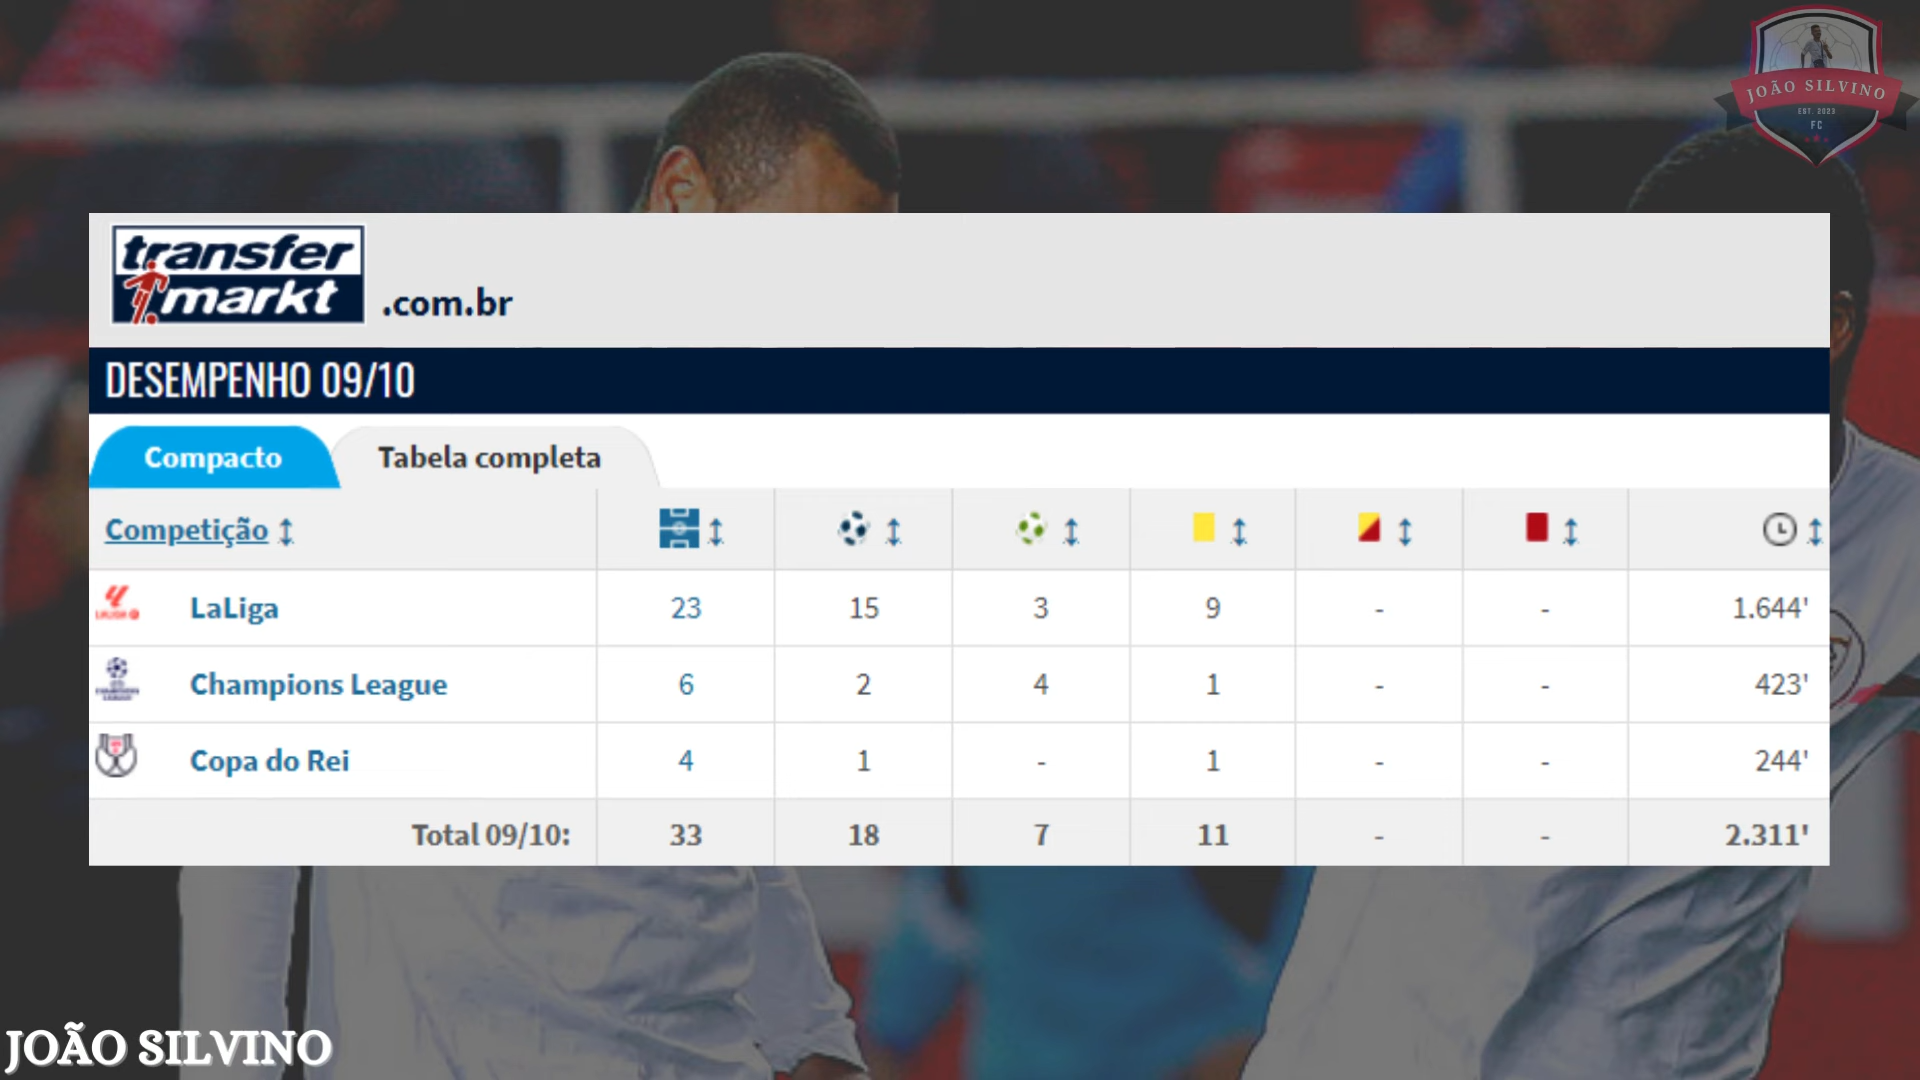 JOÃO SILVINO
EST. 2023
FC
transfer
markt
.com.br
DESEMPENHO 09/10
Compacto Tabela completa
Competição
LaLiga 23 15 3 9 - - 1.644'
Champions League 6 2 4 1 - - 423'
Copa do Rei 4 1 - 1 - - 244'
Total 09/10: 33 18 7 11 - - 2.311'
JOÃO SILVINO